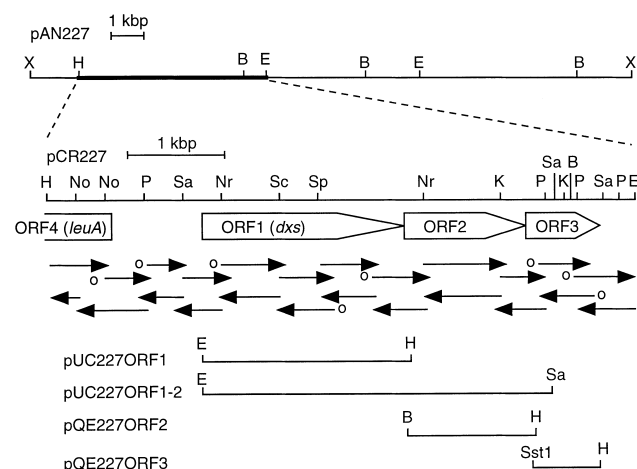 1 kbp
pAN227
X H B E B E B X
1 kbp
pCR227
Sa B
H No No P Sa Nr Sc Sp Nr K P K P Sa P E
ORF4 (leuA) ORF1 (dxs) ORF2 ORF3
o o o
o o o
o
o
E H
pUC227ORF1
E Sa
pUC227ORF1-2
B H
pQE227ORF2
Sst1 H
pQE227ORF3